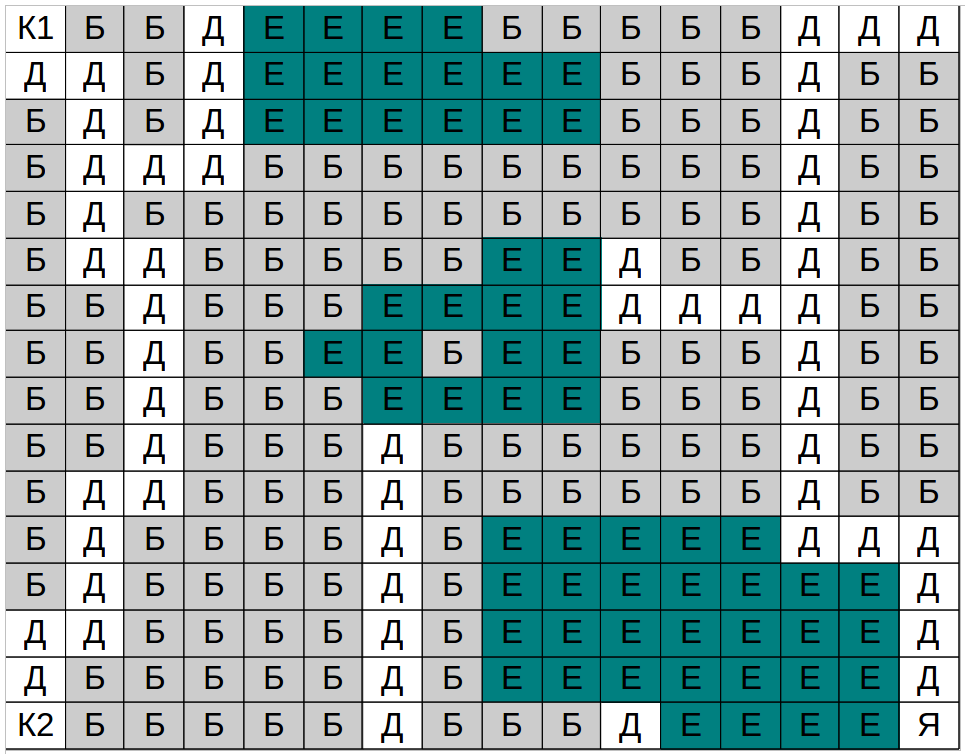 К1 Б Б Д Е Е Е Е Б Б Б Б Б Д Д Д
Д Д Б Д Е Е Е Е Е Е Б Б Б Д Б Б
Б Д Б Д Е Е Е Е Е Е Б Б Б Д Б Б
Б Д Д Д Б Б Б Б Б Б Б Б Б Д Б Б
Б Д Б Б Б Б Б Б Б Б Б Б Б Д Б Б
Б Д Д Б Б Б Б Б Е Е Д Б Б Д Б Б
Б Б Д Б Б Б Е Е Е Е Д Д Д Д Б Б
Б Б Д Б Б Е Е Б Е Е Б Б Б Д Б Б
Б Б Д Б Б Б Е Е Е Е Б Б Б Д Б Б
Б Б Д Б Б Б Д Б Б Б Б Б Б Д Б Б
Б Д Д Б Б Б Д Б Б Б Б Б Б Д Б Б
Б Д Б Б Б Б Д Б Е Е Е Е Е Д Д Д
Б Д Б Б Б Б Д Б Е Е Е Е Е Е Е Д
Д Д Б Б Б Б Д Б Е Е Е Е Е Е Е Д
Д Б Б Б Б Б Д Б Е Е Е Е Е Е Е Д
К2 Б Б Б Б Б Д Б Б Б Д Е Е Е Е Я